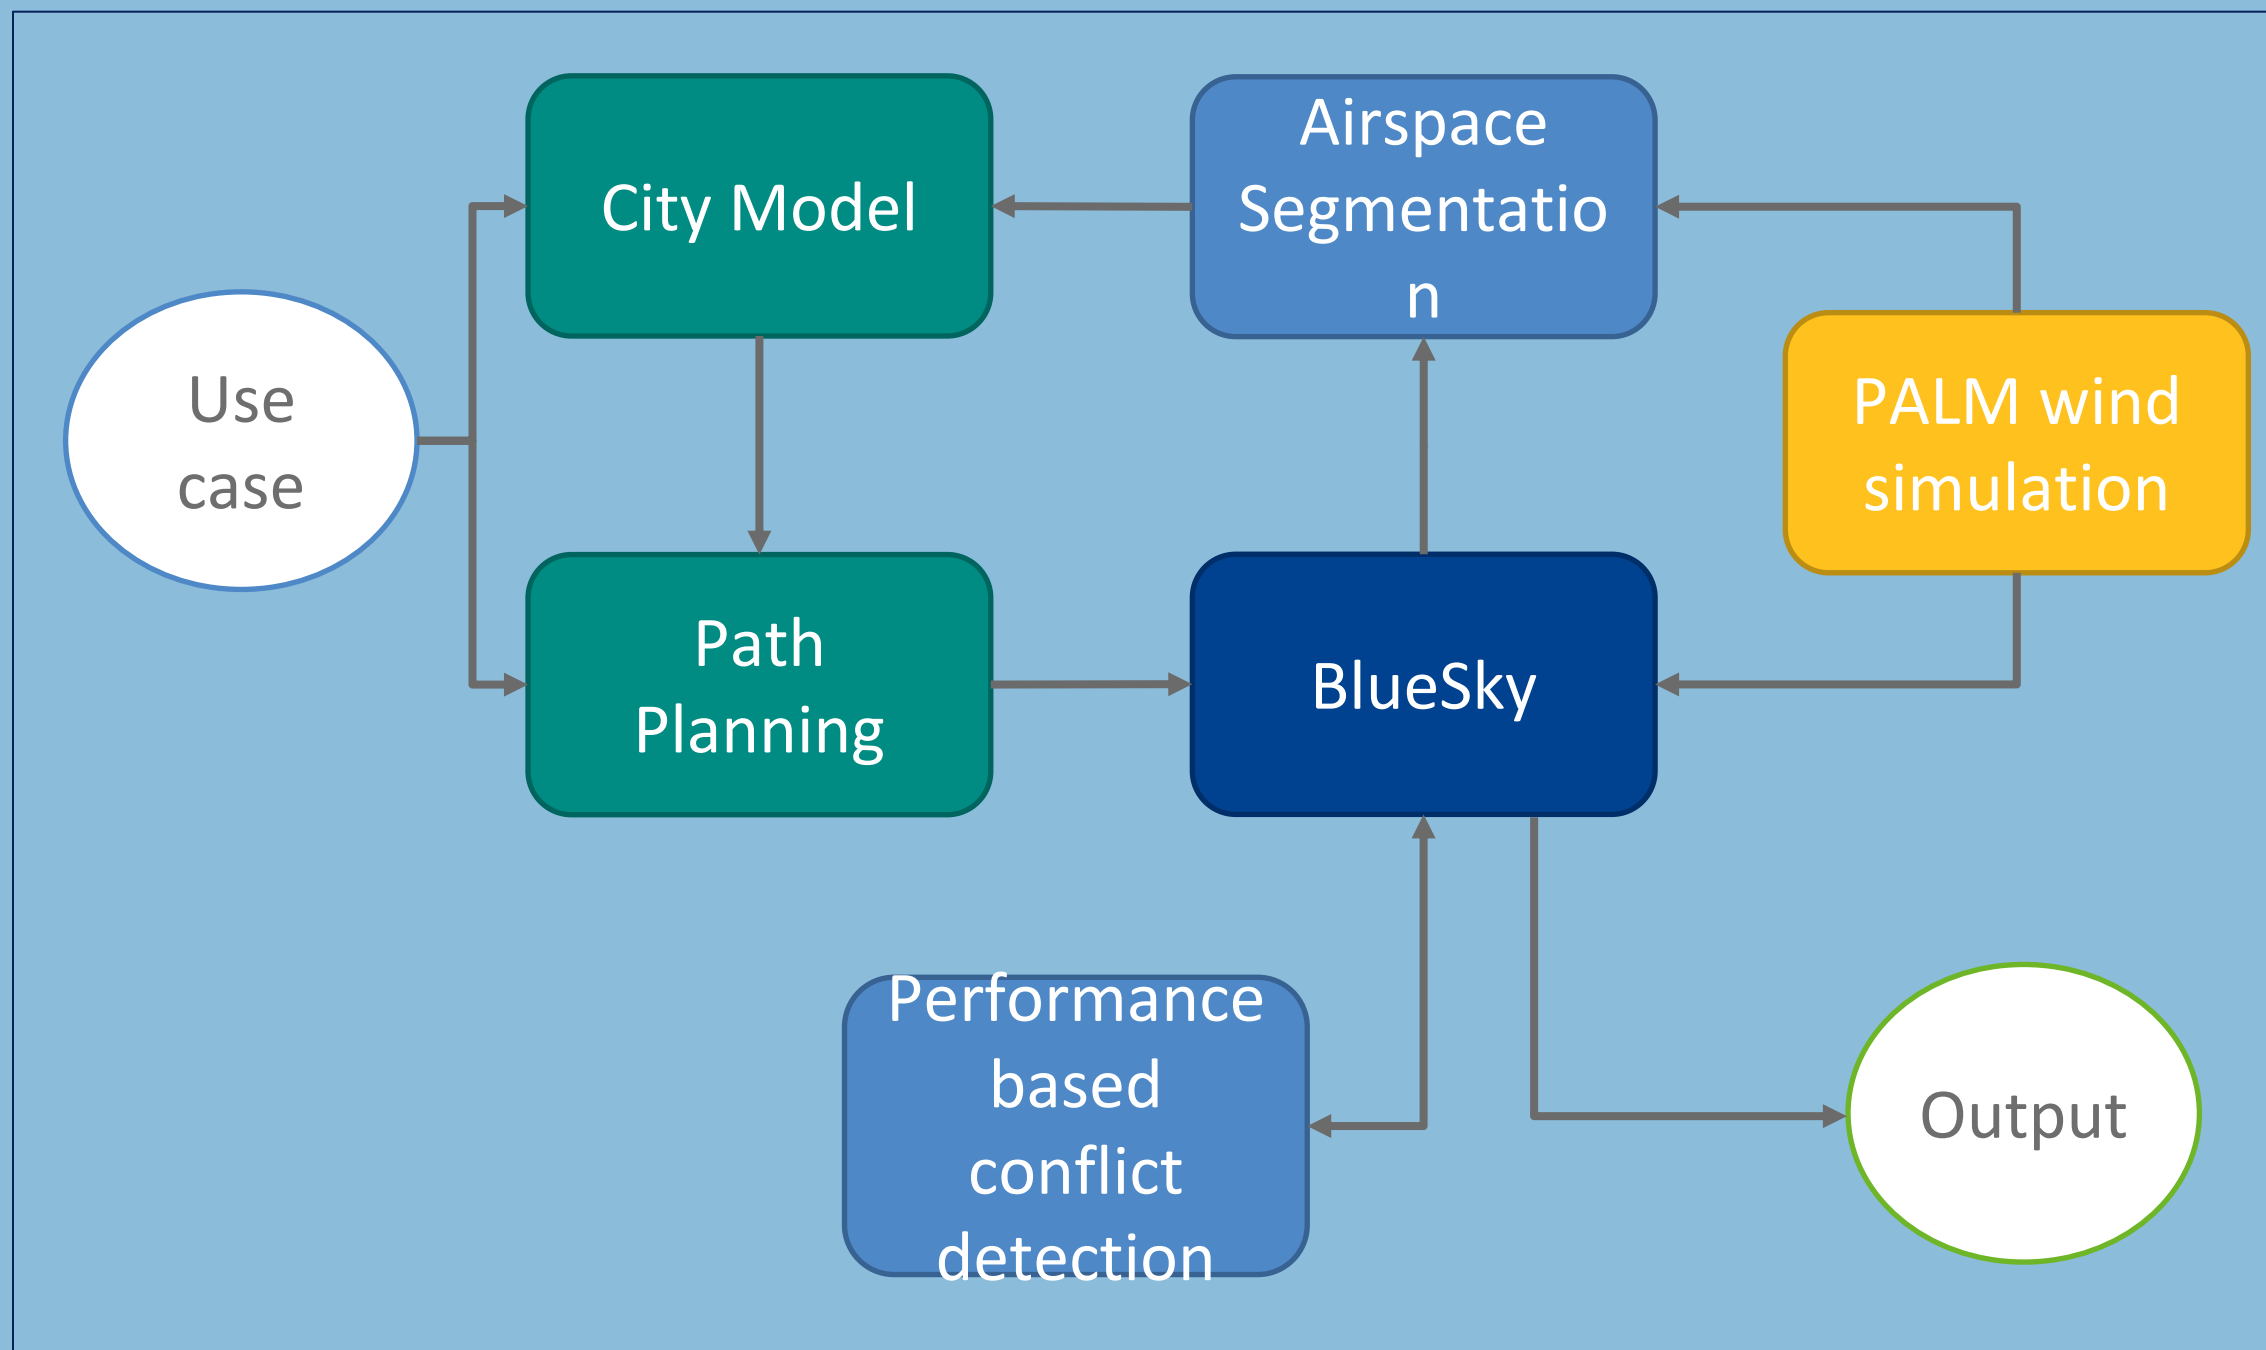 City Model
Airspace
Segmentatio
n
Use
case
PALM wind
simulation
Path
Planning
BlueSky
Performance
based
conflict
detection
Output